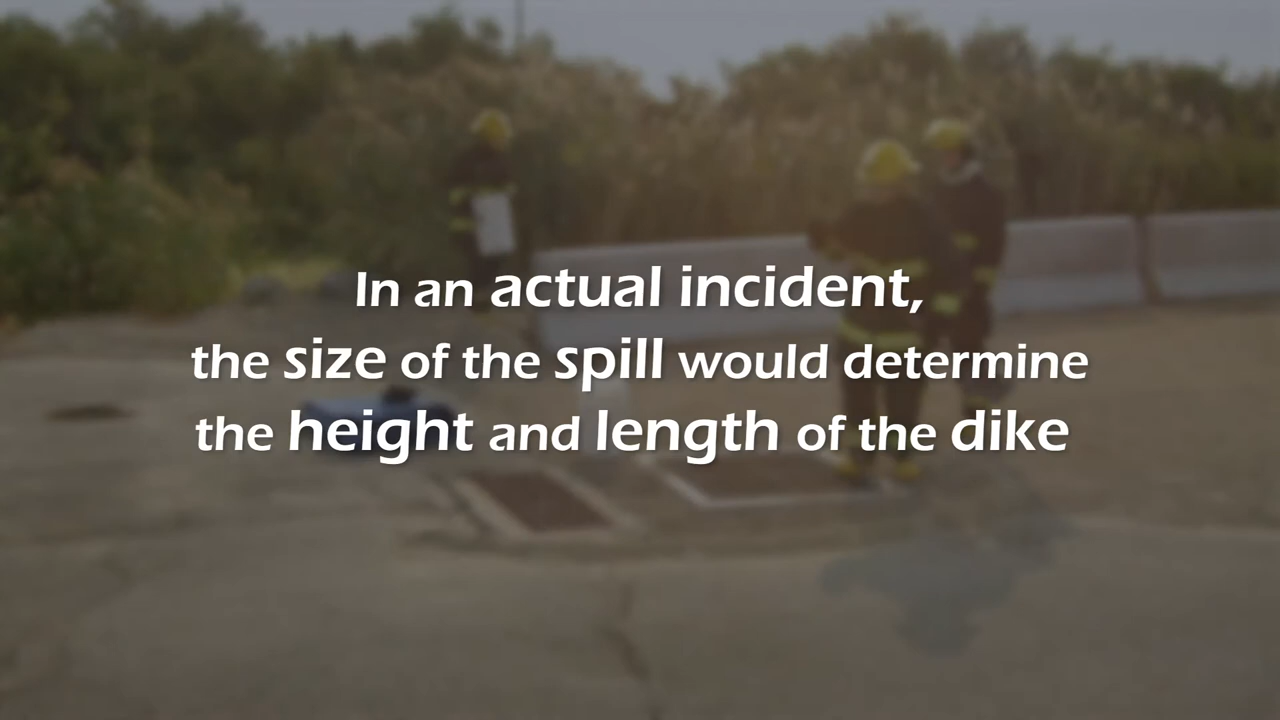 In an actual incident,
the size of the spill would determine
the height and length of the dike